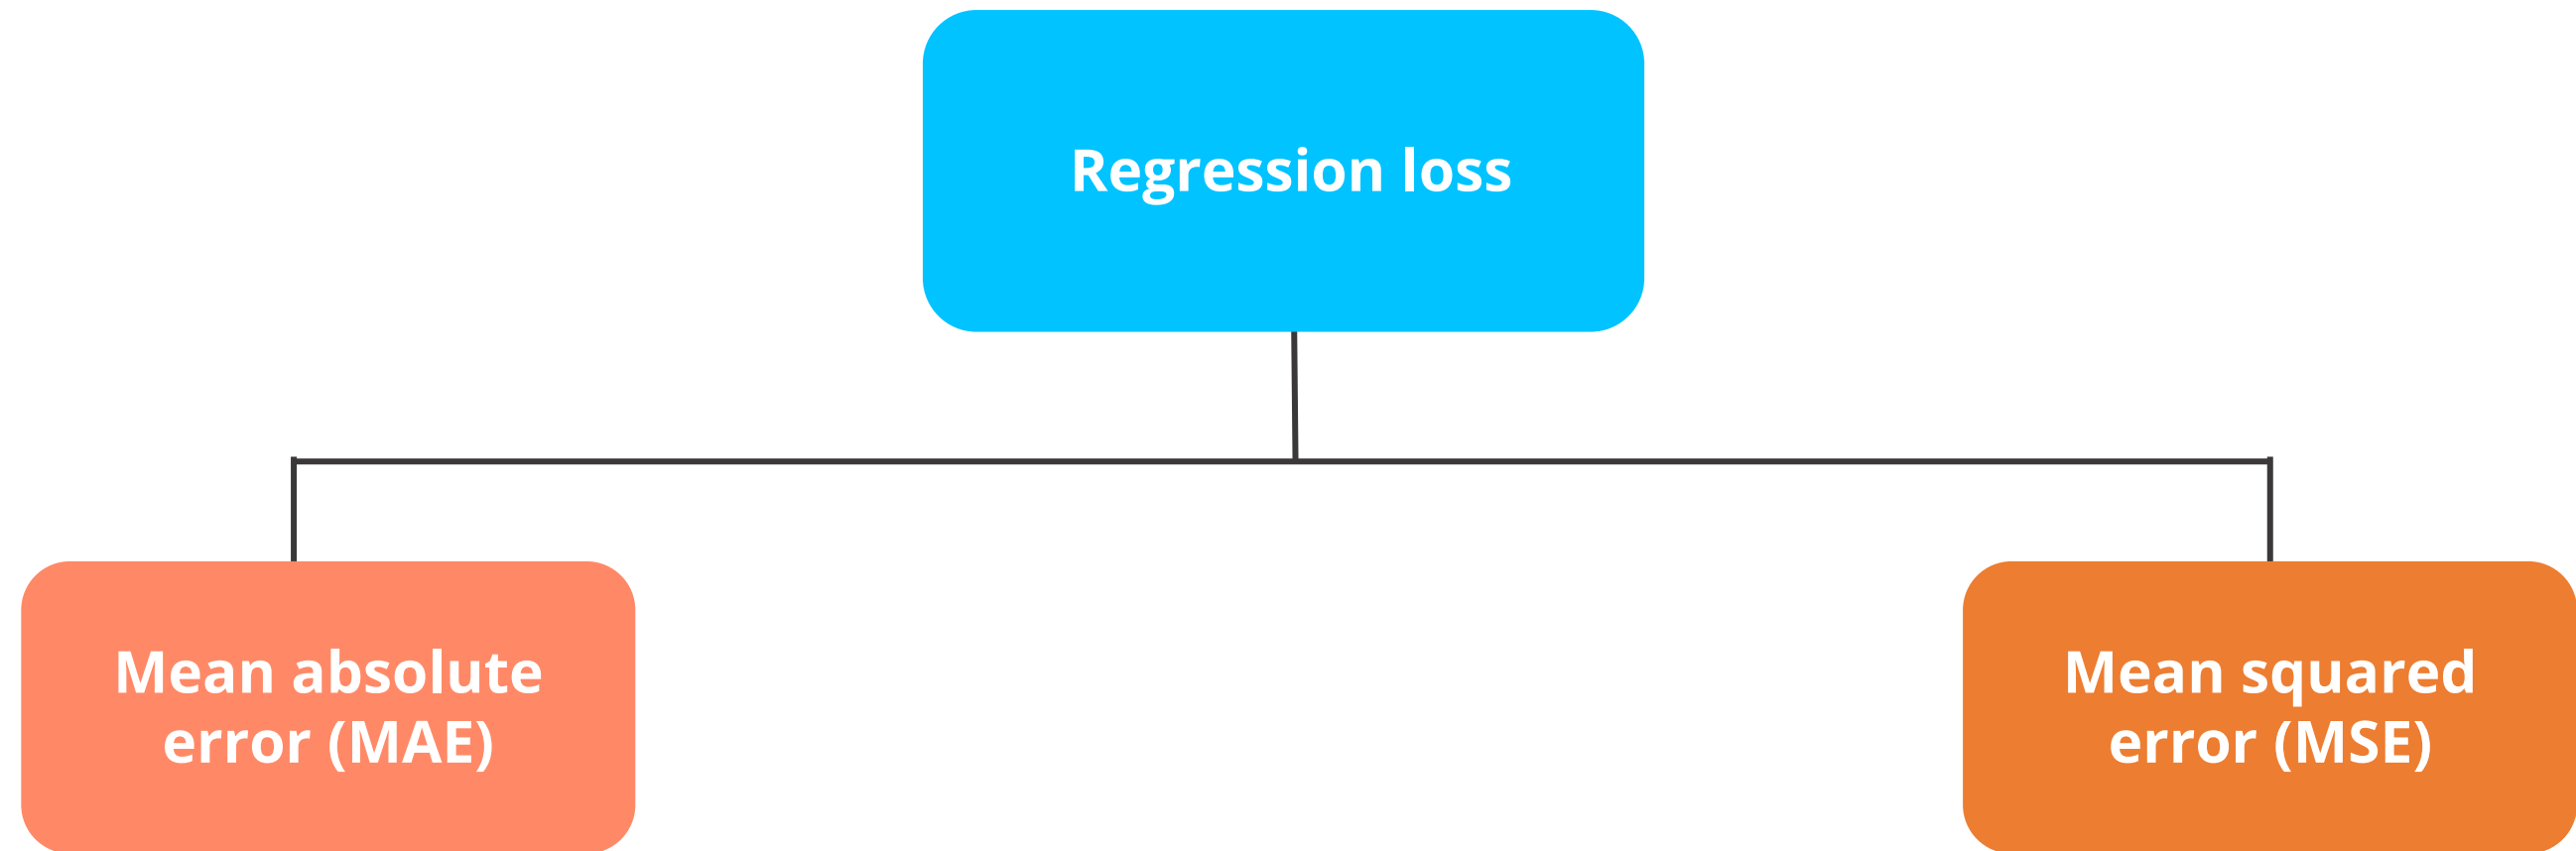 Regression loss
Mean absolute
error (MAE)
Mean squared
error (MSE)